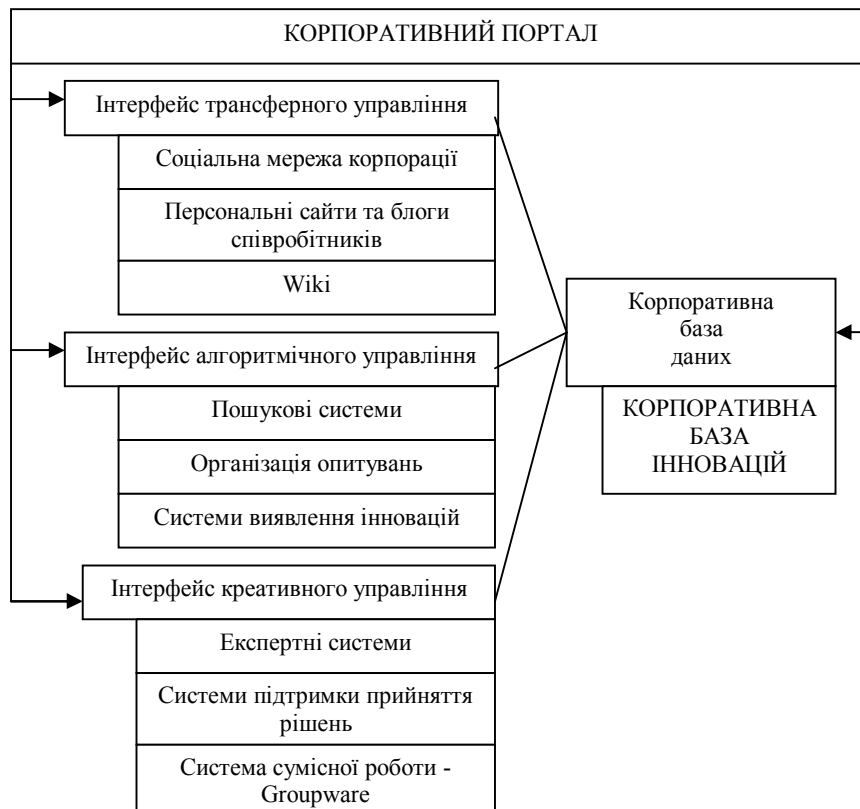 КОРПОРАТИВНИЙ ПОРТАЛ
Інтерфейс трансферного управління
Соціальна мережа корпорації
Персональні сайти та блоги
співробітників
Wiki
Інтерфейс алгоритмічного управління
Пошукові системи
Організація опитувань
Системи виявлення інновацій
Інтерфейс креативного управління
Експертні системи
Системи підтримки прийняття
рішень
Система сумісної роботи -
Groupware
Корпоративна
база
даних
КОРПОРАТИВНА
БАЗА
ІННОВАЦІЙ